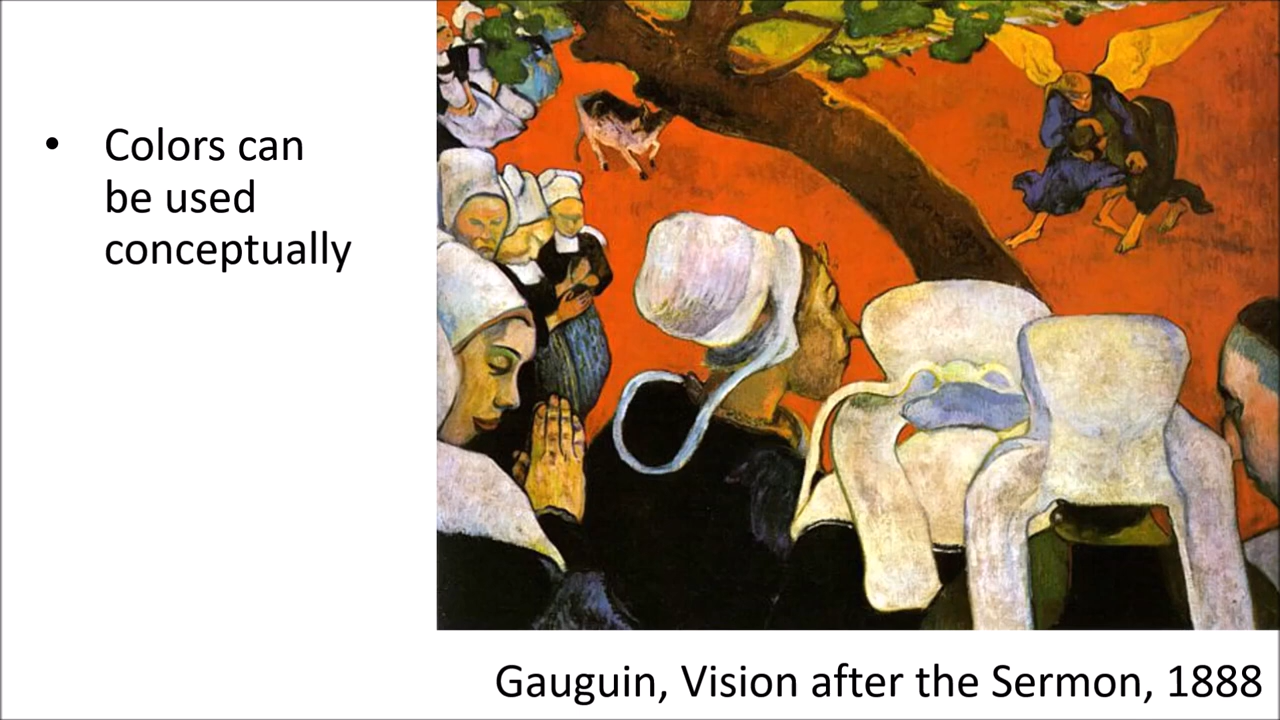 • Colors can
be used
conceptually
Gauguin, Vision after the Sermon, 1888